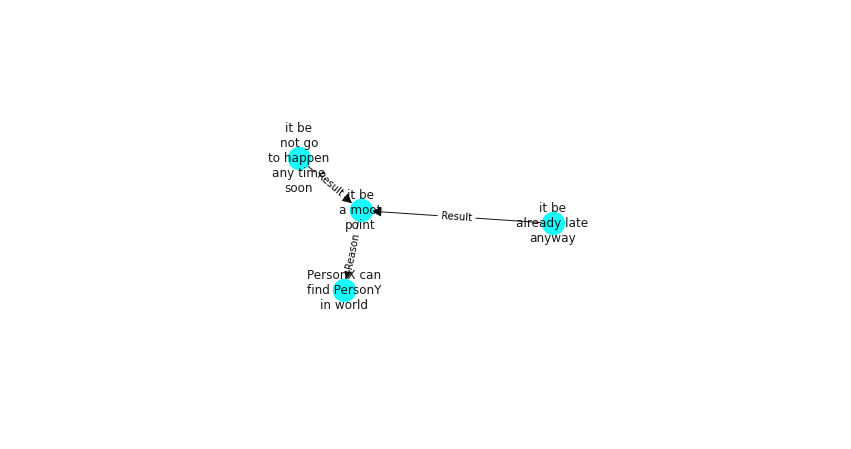 it be
not go
to happen
any time
soon
Result
it be
a moot
point
Result
it be
already late
anyway
Reason
PersonX can
find PersonY
in world